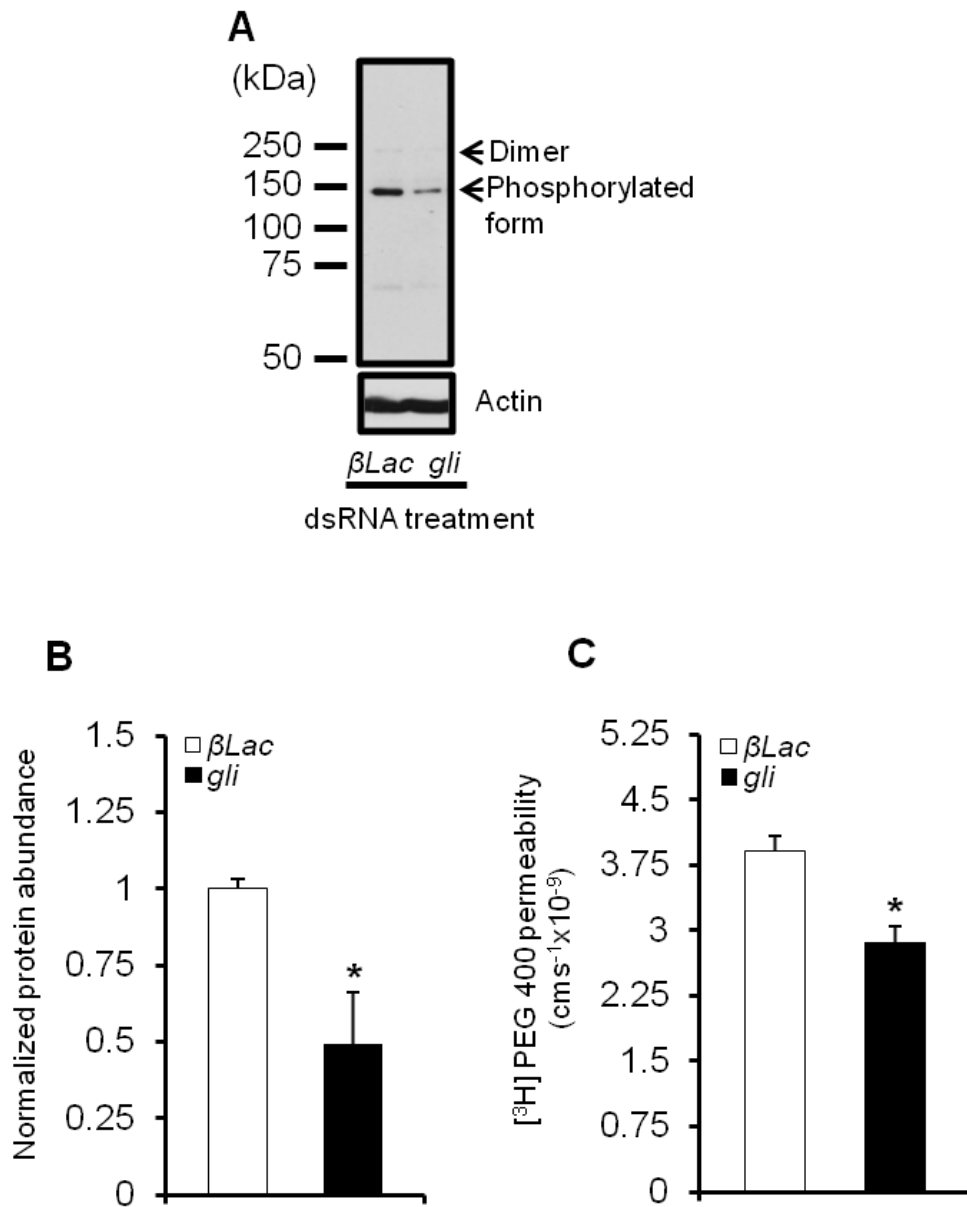 A
(kDa)
250
150
100
75
50
Dimer
Phosphorylated
form
Actin
βLac gli
dsRNA treatment
B
Normalized protein abundance
1.5
1.25
1
0.75
0.5
0.25
0
βLac
gli
*
C
[³H] PEG 400 permeability
(cms⁻¹x10⁻⁹)
5.25
4.5
3.75
3
2.25
1.5
0.75
0
βLac
gli
*